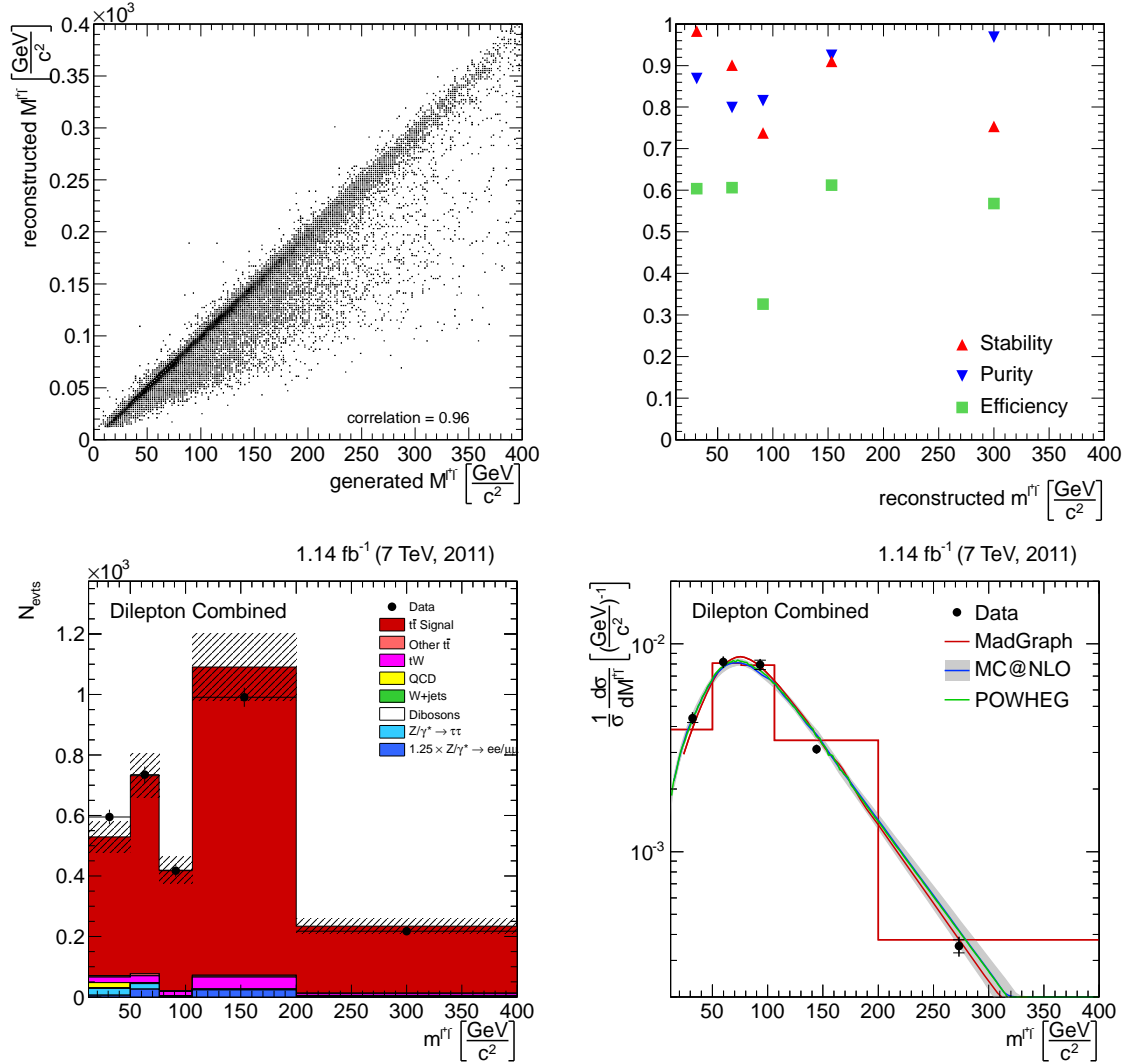 ×10³
reconstructed M^{l⁺l⁻} [GeV/c²]
0.4
0.3
0.2
0.1
0.05
0
0.35
0.25
0.15
correlation = 0.96
0 50 100 150 200 250 300 350 400
generated M^{l⁺l⁻} [GeV/c²]
1
0.9
0.8
0.7
0.6
0.5
0.4
0.3
0.2
0.1
0
Stability
Purity
Efficiency
50 100 150 200 250 300 350 400
reconstructed m^{l⁺l⁻} [GeV/c²]
1.14 fb⁻¹ (7 TeV, 2011)
×10³
N_evts
Dilepton Combined
Data
tt̄ Signal
Other tt̄
tW
QCD
W+jets
Dibosons
Z/γ* → ττ
1.25 × Z/γ* → ee/μμ
1.2
1
0.8
0.6
0.4
0.2
0
50 100 150 200 250 300 350 400
m^{l⁺l⁻} [GeV/c²]
1.14 fb⁻¹ (7 TeV, 2011)
1/σ dσ/dM^{l⁺l⁻} [(GeV/c²)⁻¹]
Dilepton Combined
Data
MadGraph
MC@NLO
POWHEG
10⁻²
10⁻³
50 100 150 200 250 300 350 400
m^{l⁺l⁻} [GeV/c²]